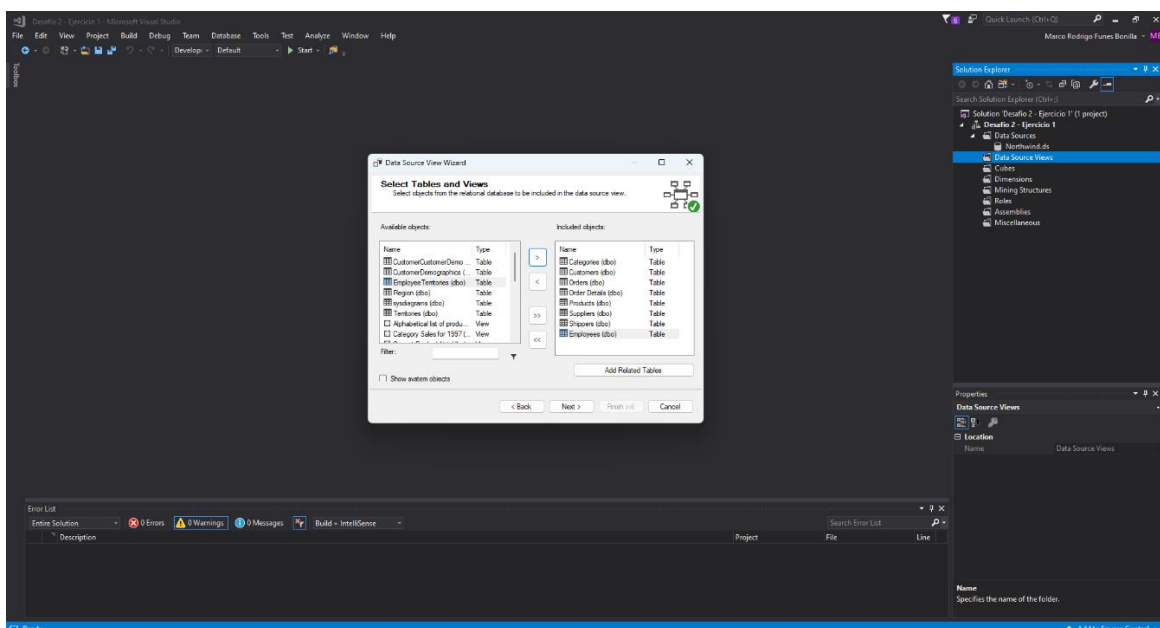 Desafio 2 - Ejercicio 1 - Microsoft Visual Studio
6
Quick Launch (Ctrl+Q)
File Edit View Project Build Debug Team Database Tools Test Analyze Window Help
Marco Rodrigo Funes Bonilla
Develop Default Start
Toolbox
Solution Explorer
Search Solution Explorer (Ctrl+;)
Solution 'Desafio 2 - Ejercicio 1' (1 project)
Desafio 2 - Ejercicio 1
Data Sources
Northwind.ds
Data Source Views
Cubes
Dimensions
Mining Structures
Roles
Assemblies
Miscellaneous
Data Source View Wizard
Select Tables and Views
Select objects from the relational database to be included in the data source view.
Available objects: Included objects:
Name Type
CustomerCustomerDemo ... Table
CustomerDemographics (... Table
EmployeeTerritories (dbo) Table
Region (dbo) Table
sysdiagrams (dbo) Table
Territories (dbo) Table
Alphabetical list of produ... View
Category Sales for 1997 (... View
Name Type
Categories (dbo) Table
Customers (dbo) Table
Orders (dbo) Table
Order Details (dbo) Table
Products (dbo) Table
Suppliers (dbo) Table
Shippers (dbo) Table
Employees (dbo) Table
>
<
>>
<<
Filter:
Add Related Tables
Show system objects
< Back Next > Finish >>| Cancel
Properties
Data Source Views
Location
Name Data Source Views
Name
Specifies the name of the folder.
Error List
Entire Solution 0 Errors 0 Warnings 0 Messages Build + IntelliSense Search Error List
Description Project File Line